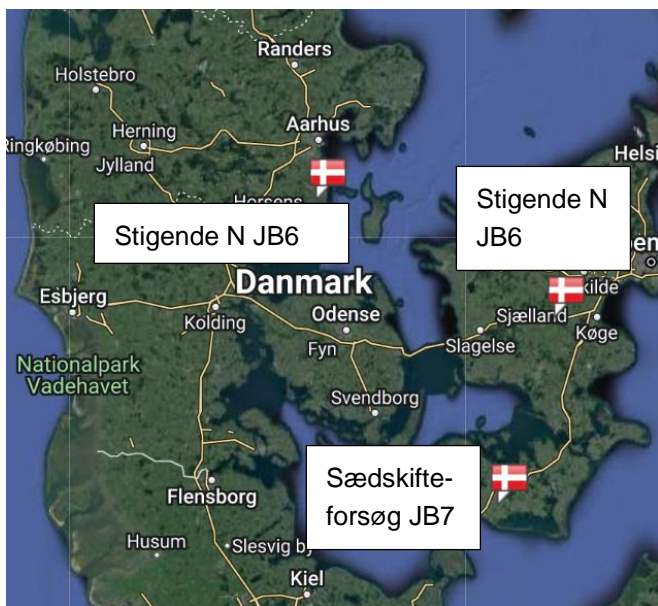 Randers
Holstebro
Herning
Aarhus
Ringkøbing
Jylland
Helsi
Horsens
Stigende N
JB6
Stigende N JB6
Danmark
kilde
Esbjerg
Kolding
Odense
Sjælland
Køge
Fyn
Slagelse
Nationalpark
Vadehavet
Svendborg
Sædskifte-
forsøg JB7
Flensborg
Husum
Slesvig by
Kiel